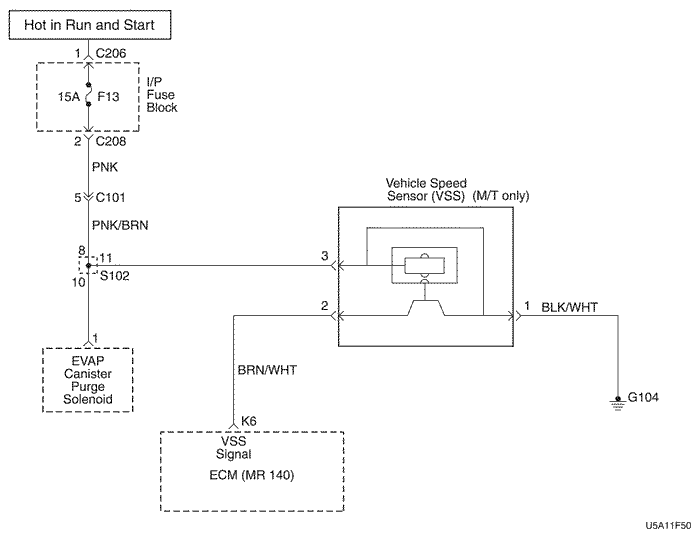 Hot in Run and Start
1 C206
15A F13
I/P
Fuse
Block
2 C208
PNK
5 C101
PNK/BRN
8 11
10 S102
1
EVAP
Canister
Purge
Solenoid
Vehicle Speed
Sensor (VSS) (M/T only)
3
2
1 BLK/WHT
BRN/WHT
G104
K6
VSS
Signal
ECM (MR 140)
U5A11F50